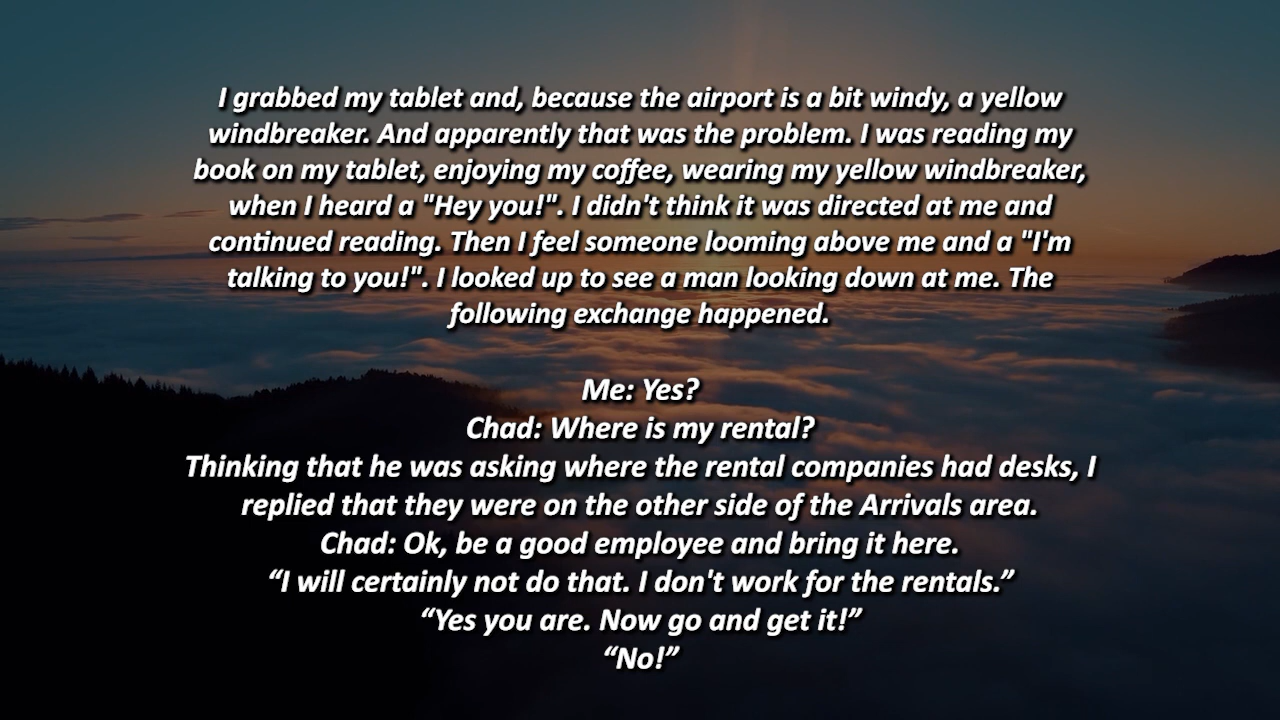 I grabbed my tablet and, because the airport is a bit windy, a yellow
windbreaker. And apparently that was the problem. I was reading my
book on my tablet, enjoying my coffee, wearing my yellow windbreaker,
when I heard a "Hey you!". I didn't think it was directed at me and
continued reading. Then I feel someone looming above me and a "I'm
talking to you!". I looked up to see a man looking down at me. The
following exchange happened.
Me: Yes?
Chad: Where is my rental?
Thinking that he was asking where the rental companies had desks, I
replied that they were on the other side of the Arrivals area.
Chad: Ok, be a good employee and bring it here.
“I will certainly not do that. I don't work for the rentals.”
“Yes you are. Now go and get it!”
“No!”